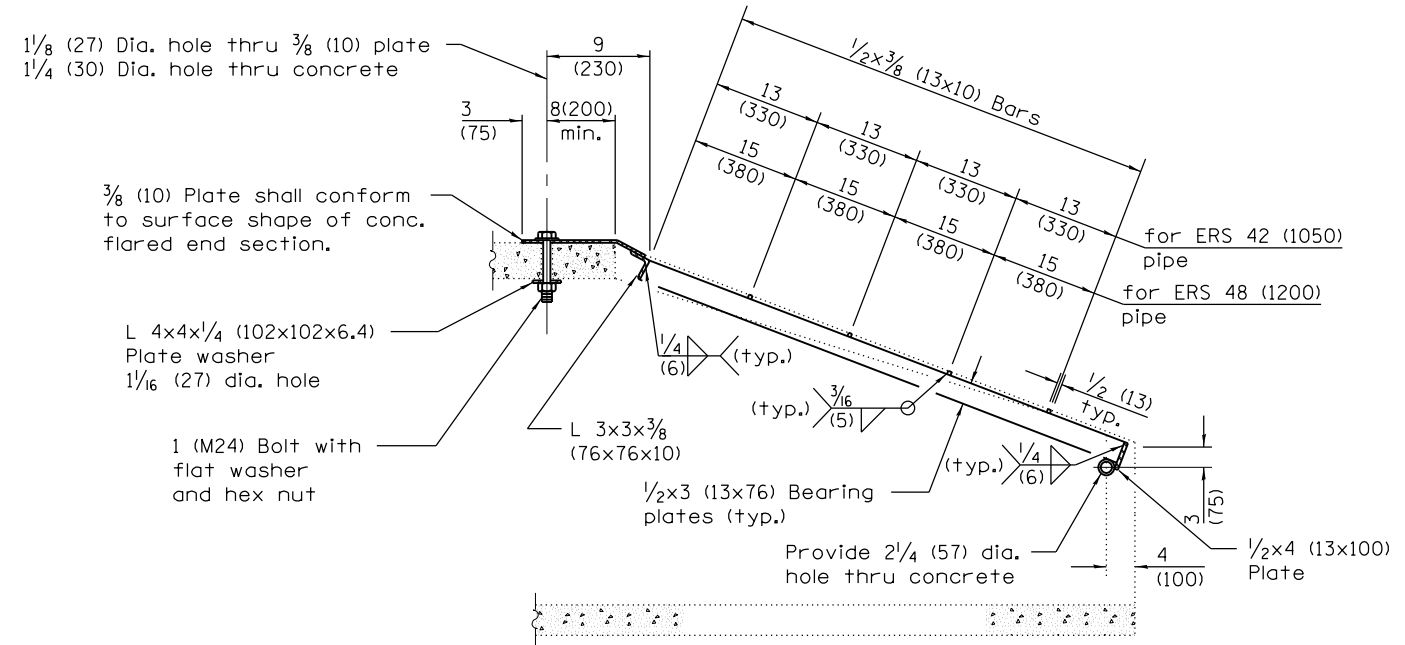 1 1/8 (27) Dia. hole thru 3/8 (10) plate
1 1/4 (30) Dia. hole thru concrete
9
(230)
3
(75)
8(200)
min.
1/2x3/8 (13x10) Bars
13
(330)
13
(330)
13
(330)
13
(330)
15
(380)
15
(380)
15
(380)
15
(380)
for ERS 42 (1050)
pipe
for ERS 48 (1200)
pipe
3/8 (10) Plate shall conform
to surface shape of conc.
flared end section.
L 4x4x1/4 (102x102x6.4)
Plate washer
1 1/16 (27) dia. hole
1 (M24) Bolt with
flat washer
and hex nut
1/4
(6)
(typ.)
L 3x3x3/8
(76x76x10)
(typ.)
3/16
(5)
1/2 (13)
typ.
(typ.)
1/4
(6)
1/2x3 (13x76) Bearing
plates (typ.)
3
(75)
Provide 2 1/4 (57) dia.
hole thru concrete
4
(100)
1/2x4 (13x100)
Plate